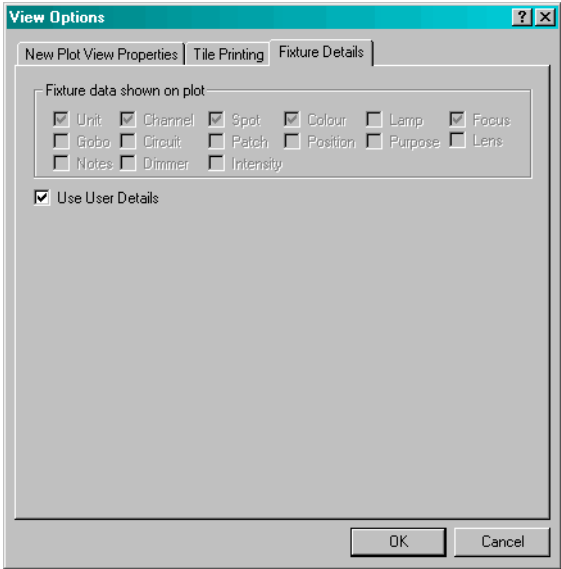 View Options
New Plot View Properties Tile Printing Fixture Details
Fixture data shown on plot
Unit Channel Spot Colour Lamp Focus
Gobo Circuit Patch Position Purpose Lens
Notes Dimmer Intensity
Use User Details
OK Cancel